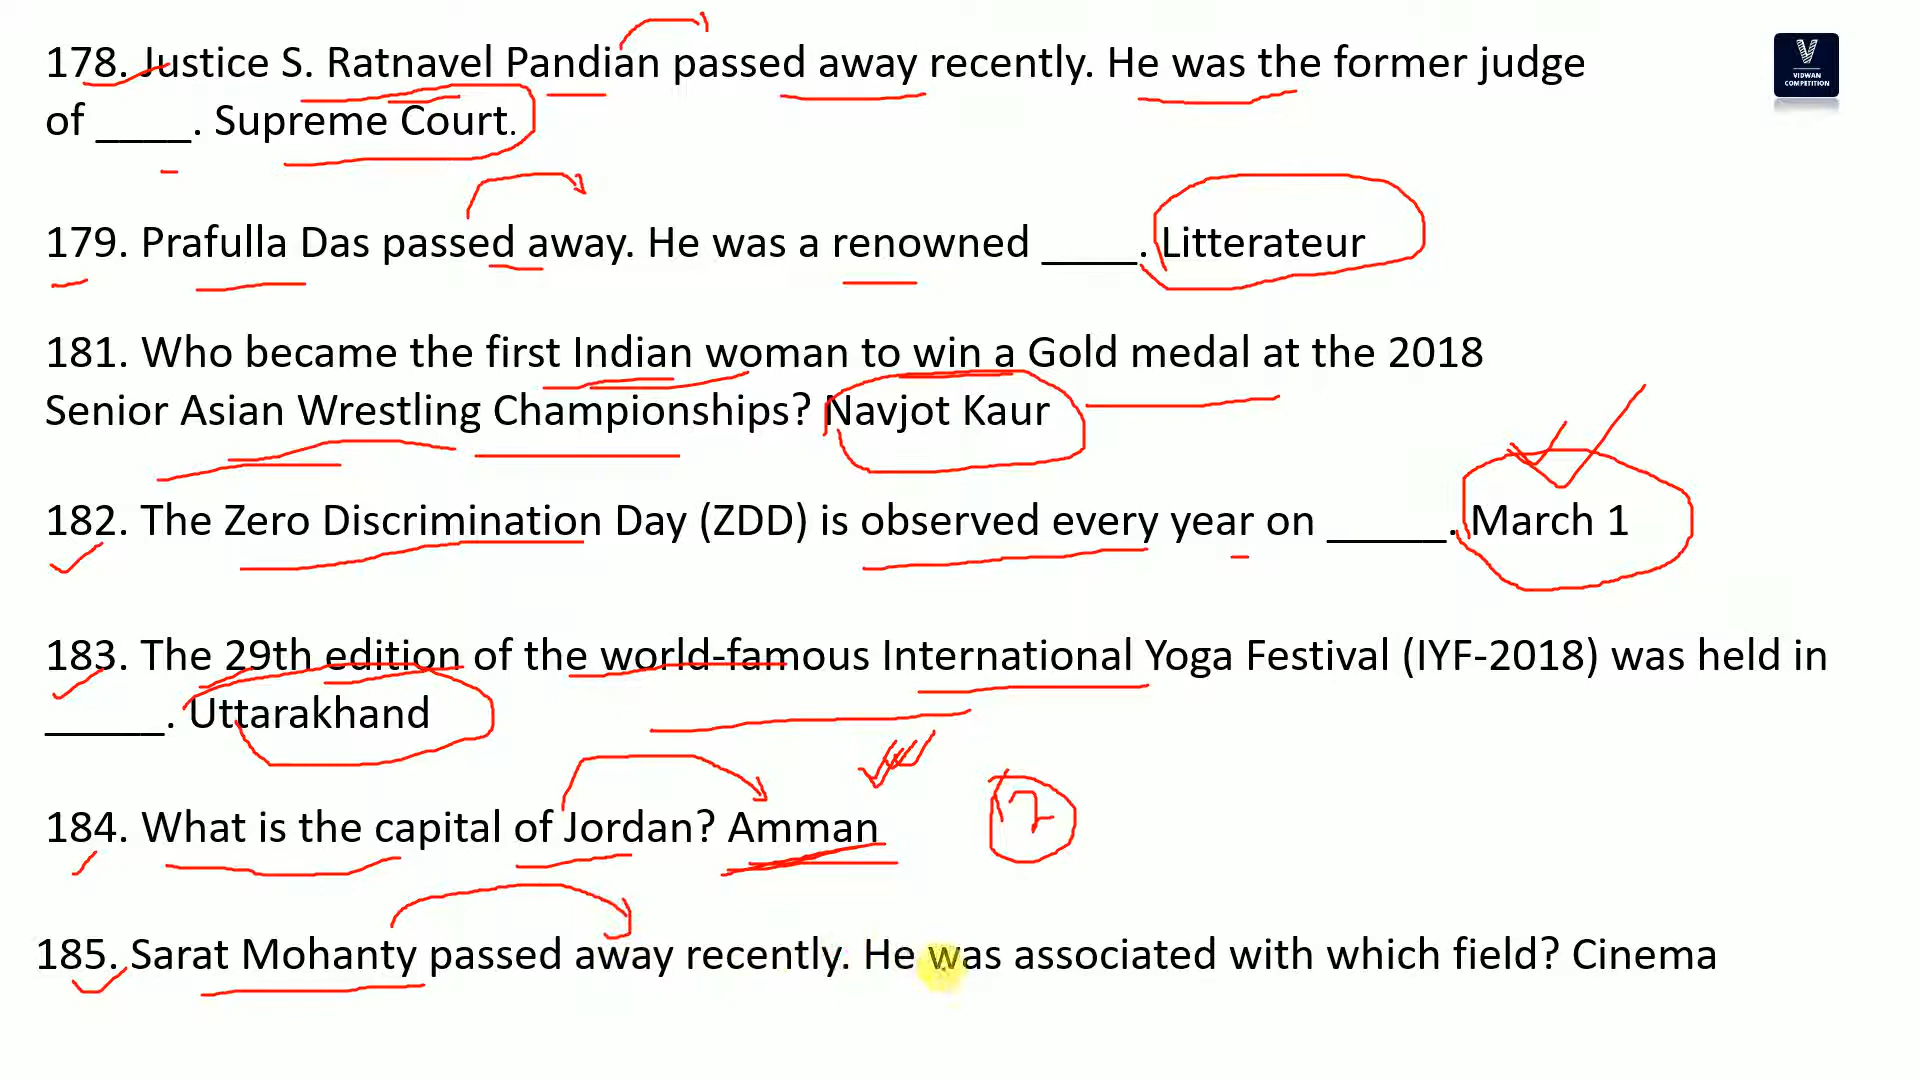 178. Justice S. Ratnavel Pandian passed away recently. He was the former judge
of ____. Supreme Court.
V
VIDWAN
COMPETITION
179. Prafulla Das passed away. He was a renowned ____. Litterateur
181. Who became the first Indian woman to win a Gold medal at the 2018
Senior Asian Wrestling Championships? Navjot Kaur
182. The Zero Discrimination Day (ZDD) is observed every year on _____. March 1
183. The 29th edition of the world-famous International Yoga Festival (IYF-2018) was held in
_____. Uttarakhand
184. What is the capital of Jordan? Amman
185. Sarat Mohanty passed away recently. He was associated with which field? Cinema